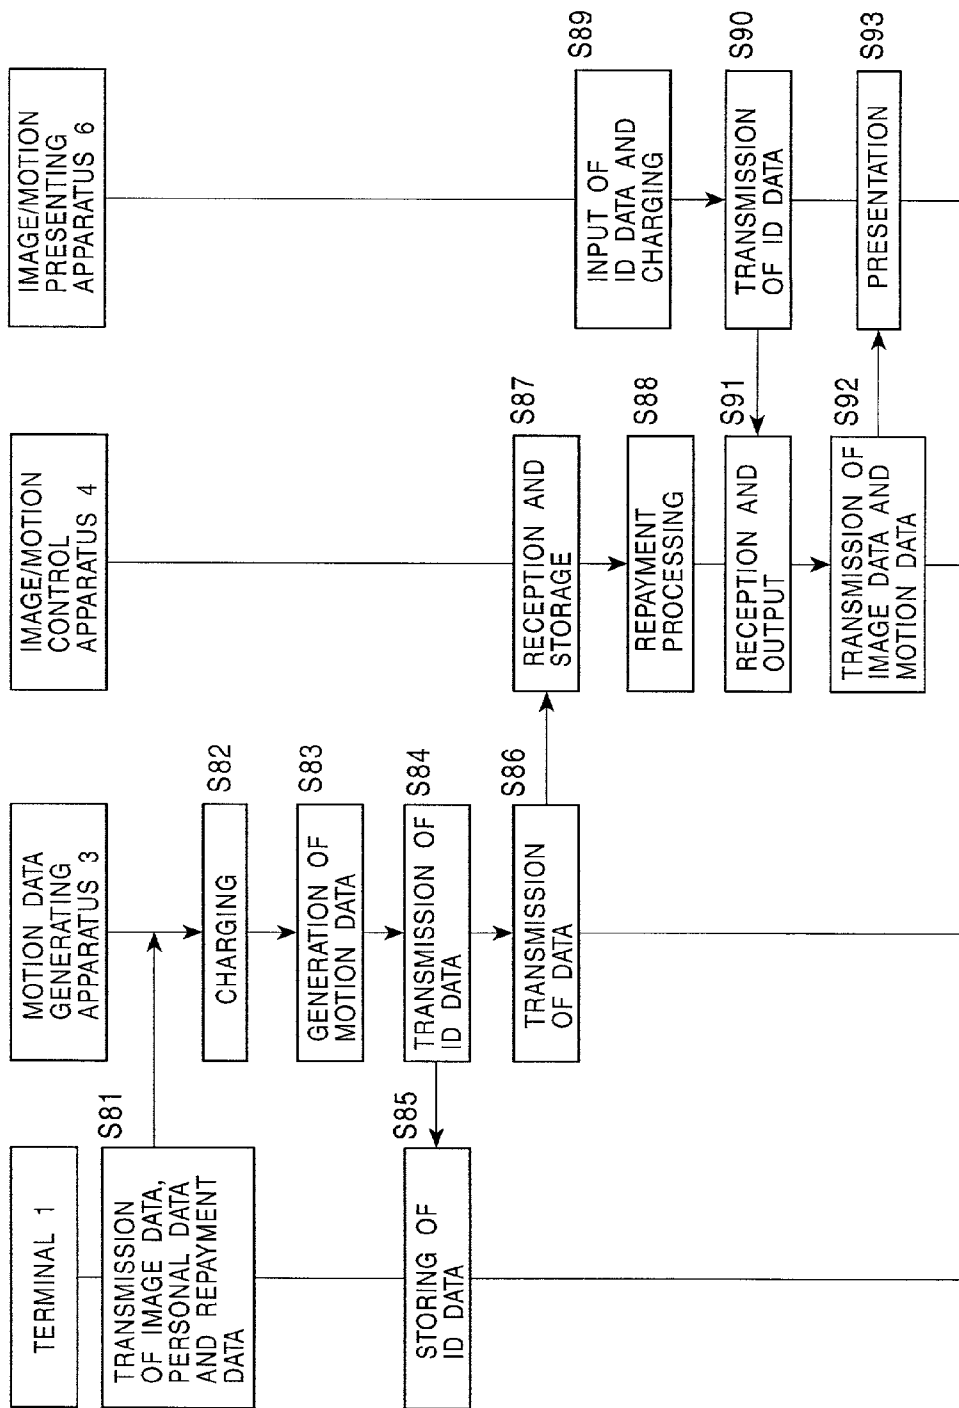 TERMINAL 1
TRANSMISSION
OF IMAGE DATA,
PERSONAL DATA
AND REPAYMENT
DATA
S81
STORING OF
ID DATA
S85
MOTION DATA
GENERATING
APPARATUS 3
CHARGING
S82
GENERATION OF
MOTION DATA
S83
TRANSMISSION OF
ID DATA
S84
TRANSMISSION
OF DATA
S86
IMAGE/MOTION
CONTROL
APPARATUS 4
RECEPTION AND
STORAGE
S87
REPAYMENT
PROCESSING
S88
RECEPTION AND
OUTPUT
S91
TRANSMISSION OF
IMAGE DATA AND
MOTION DATA
S92
IMAGE/MOTION
PRESENTING
APPARATUS 6
INPUT OF
ID DATA AND
CHARGING
S89
TRANSMISSION
OF ID DATA
S90
PRESENTATION
S93